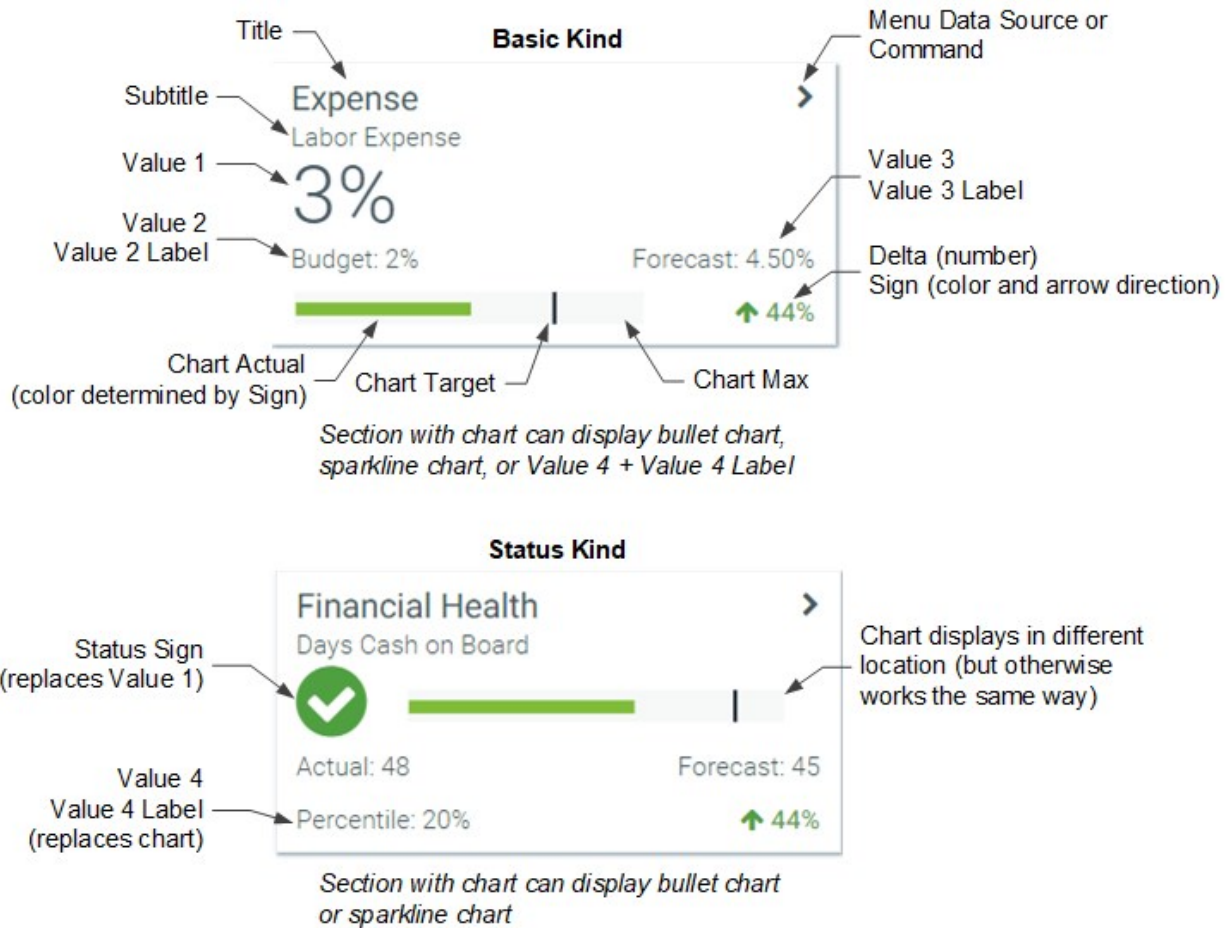 Title
Basic Kind
Menu Data Source or
Command
Subtitle
Expense
Labor Expense
Value 1
3%
Value 3
Value 3 Label
Value 2
Value 2 Label
Budget: 2%
Forecast: 4.50%
Delta (number)
Sign (color and arrow direction)
44%
Chart Actual
(color determined by Sign)
Chart Target
Chart Max
Section with chart can display bullet chart,
sparkline chart, or Value 4 + Value 4 Label
Status Kind
Financial Health
Days Cash on Board
Status Sign
(replaces Value 1)
Chart displays in different
location (but otherwise
works the same way)
Actual: 48
Forecast: 45
Value 4
Value 4 Label
(replaces chart)
Percentile: 20%
44%
Section with chart can display bullet chart
or sparkline chart